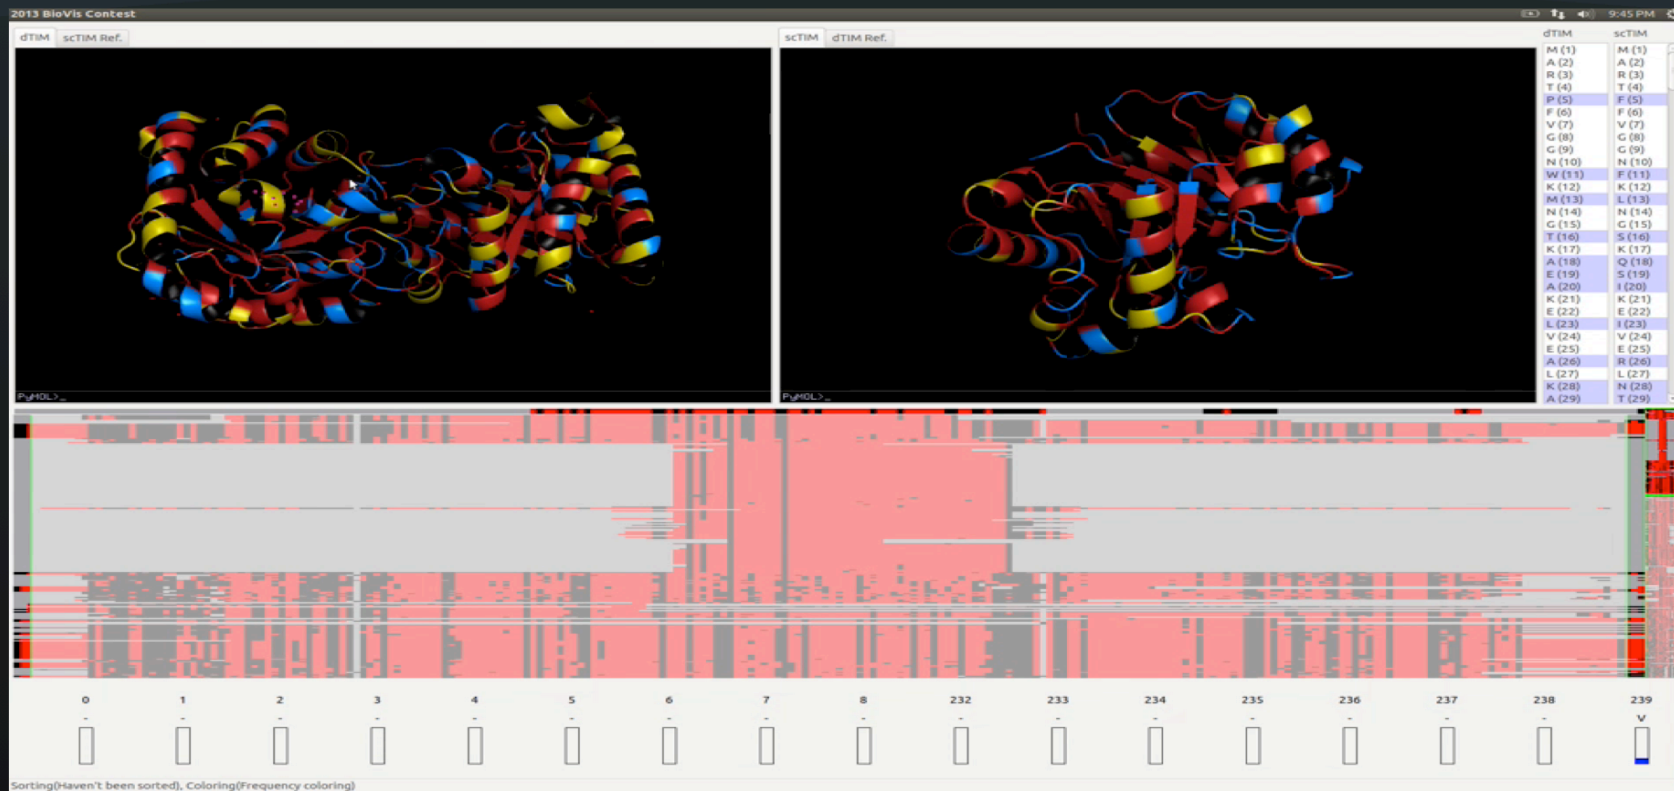 2013 BioVis Contest
9:45 PM
dTIM scTIM Ref.
scTIM dTIM Ref.
dTIM scTIM
M (1) M (1)
A (2) A (2)
R (3) R (3)
T (4) T (4)
P (5) F (5)
F (6) F (6)
V (7) V (7)
G (8) G (8)
G (9) G (9)
N (10) N (10)
W (11) F (11)
K (12) K (12)
M (13) L (13)
N (14) N (14)
G (15) G (15)
T (16) S (16)
K (17) K (17)
A (18) Q (18)
E (19) S (19)
A (20) I (20)
K (21) K (21)
E (22) E (22)
L (23) I (23)
V (24) V (24)
E (25) E (25)
A (26) R (26)
L (27) L (27)
K (28) N (28)
A (29) T (29)
PyMOL>_
PyMOL>_
0 1 2 3 4 5 6 7 8 232 233 234 235 236 237 238 239
- - - - - - - - - - - - - - - - V
Sorting(Haven't been sorted), Coloring(Frequency coloring)